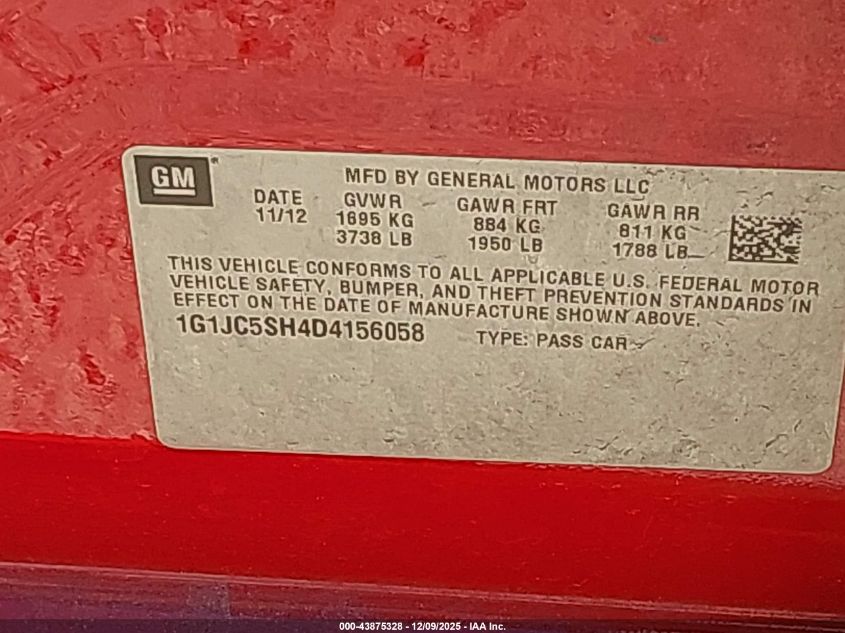 GM
MFD BY GENERAL MOTORS LLC
DATE GVWR GAWR FRT GAWR RR
11/12 1695 KG 884 KG 811 KG
3738 LB 1950 LB 1788 LB
THIS VEHICLE CONFORMS TO ALL APPLICABLE U.S. FEDERAL MOTOR
VEHICLE SAFETY, BUMPER, AND THEFT PREVENTION STANDARDS IN
EFFECT ON THE DATE OF MANUFACTURE SHOWN ABOVE.
1G1JC5SH4D4156058 TYPE: PASS CAR
000-43875328 - 12/09/2025 - IAA Inc.